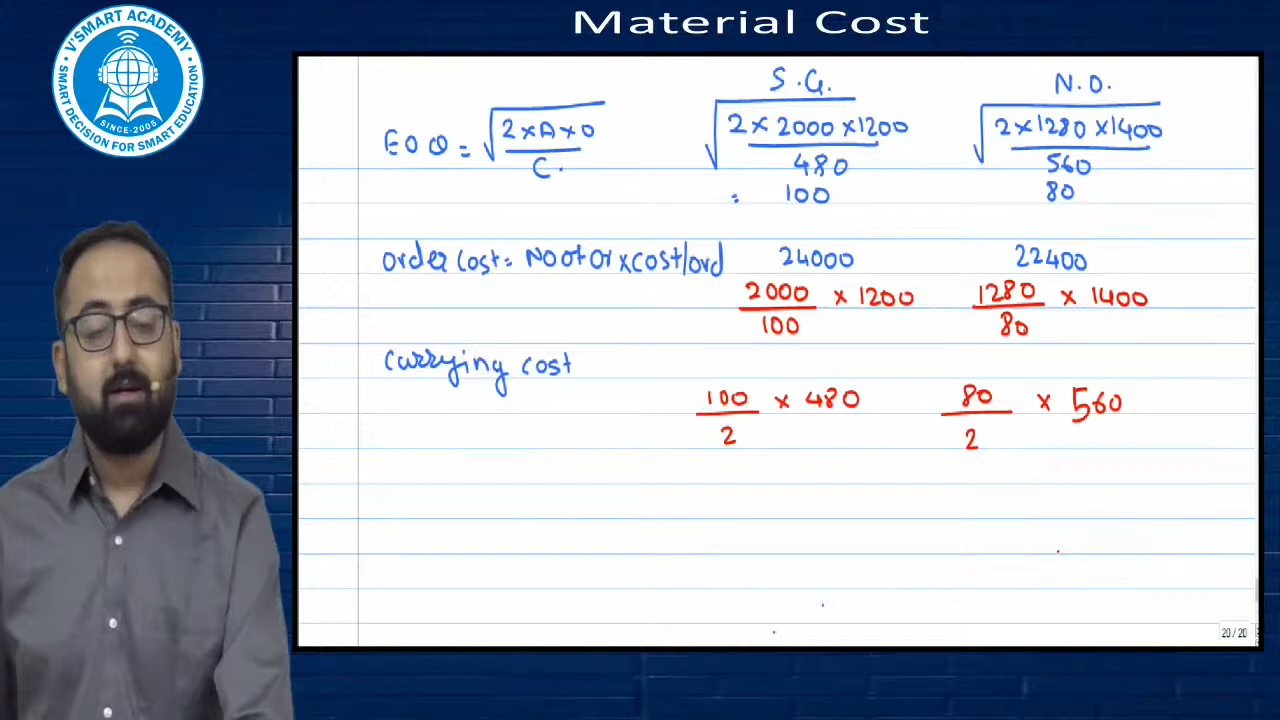 Material Cost
V'SMART ACADEMY
SINCE-2005
SMART DECISION FOR SMART EDUCATION
S.G. N.D.
EOQ = √(2×A×O / C.) √(2×2000×1200 / 480) √(2×1280×1400 / 560)
= 100 80
order cost = No of Or×cost/ord 24000 22400
2000/100 × 1200 1280/80 × 1400
Carrying cost
100/2 × 480 80/2 × 560
20 / 20